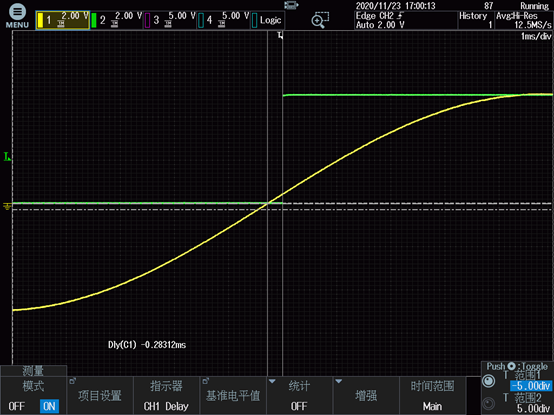 2020/11/23 17:00:13 87 Running
MENU 1 2.00 V 2 2.00 V 3 5.00 V 4 5.00 V Logic Edge CH2 History Avg:Hi-Res
Auto 2.00 V 1 12.5MS/s
1ms/div
T
Dly(C1) -0.28312ms
测量
模式 OFF ON
项目设置
指示器 CH1 Delay
基准电平值
统计 OFF
增强
时间范围 Main
Push :Toggle
T 范围1
-5.00div
T 范围2
5.00div